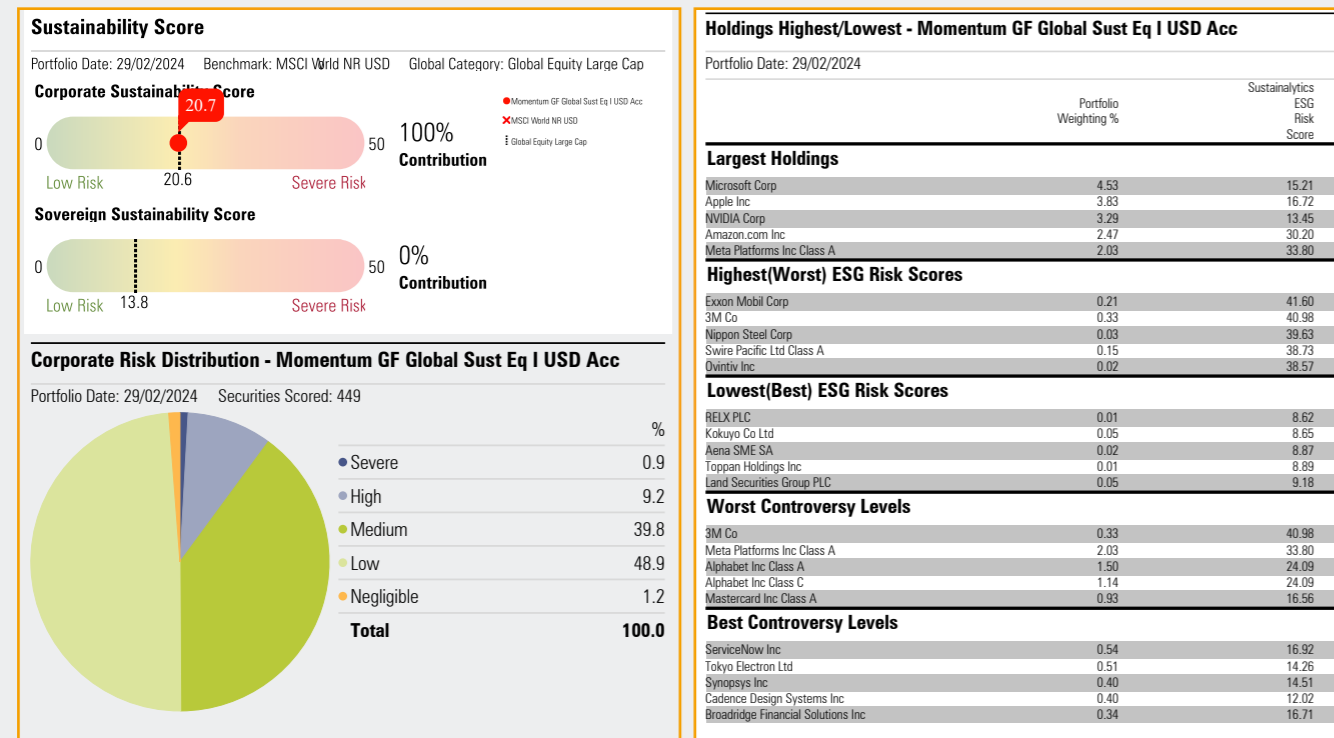 Sustainability Score
Portfolio Date: 29/02/2024 Benchmark: MSCI World NR USD Global Category: Global Equity Large Cap
Corporate Sustainability Score
20.7
Momentum GF Global Sust Eq I USD Acc
MSCI World NR USD
Global Equity Large Cap
0
50
100%
Contribution
Low Risk
20.6
Severe Risk
Sovereign Sustainability Score
0
50
0%
Contribution
Low Risk
13.8
Severe Risk
Corporate Risk Distribution - Momentum GF Global Sust Eq I USD Acc
Portfolio Date: 29/02/2024 Securities Scored: 449
%
Severe 0.9
High 9.2
Medium 39.8
Low 48.9
Negligible 1.2
Total 100.0
Holdings Highest/Lowest - Momentum GF Global Sust Eq I USD Acc
Portfolio Date: 29/02/2024
Portfolio
Weighting %
Sustainalytics
ESG
Risk
Score
Largest Holdings
Microsoft Corp 4.53 15.21
Apple Inc 3.83 16.72
NVIDIA Corp 3.29 13.45
Amazon.com Inc 2.47 30.20
Meta Platforms Inc Class A 2.03 33.80
Highest(Worst) ESG Risk Scores
Exxon Mobil Corp 0.21 41.60
3M Co 0.33 40.98
Nippon Steel Corp 0.03 39.63
Swire Pacific Ltd Class A 0.15 38.73
Ovintiv Inc 0.02 38.57
Lowest(Best) ESG Risk Scores
RELX PLC 0.01 8.62
Kokuyo Co Ltd 0.05 8.65
Aena SME SA 0.02 8.87
Toppan Holdings Inc 0.01 8.89
Land Securities Group PLC 0.05 9.18
Worst Controversy Levels
3M Co 0.33 40.98
Meta Platforms Inc Class A 2.03 33.80
Alphabet Inc Class A 1.50 24.09
Alphabet Inc Class C 1.14 24.09
Mastercard Inc Class A 0.93 16.56
Best Controversy Levels
ServiceNow Inc 0.54 16.92
Tokyo Electron Ltd 0.51 14.26
Synopsys Inc 0.40 14.51
Cadence Design Systems Inc 0.40 12.02
Broadridge Financial Solutions Inc 0.34 16.71